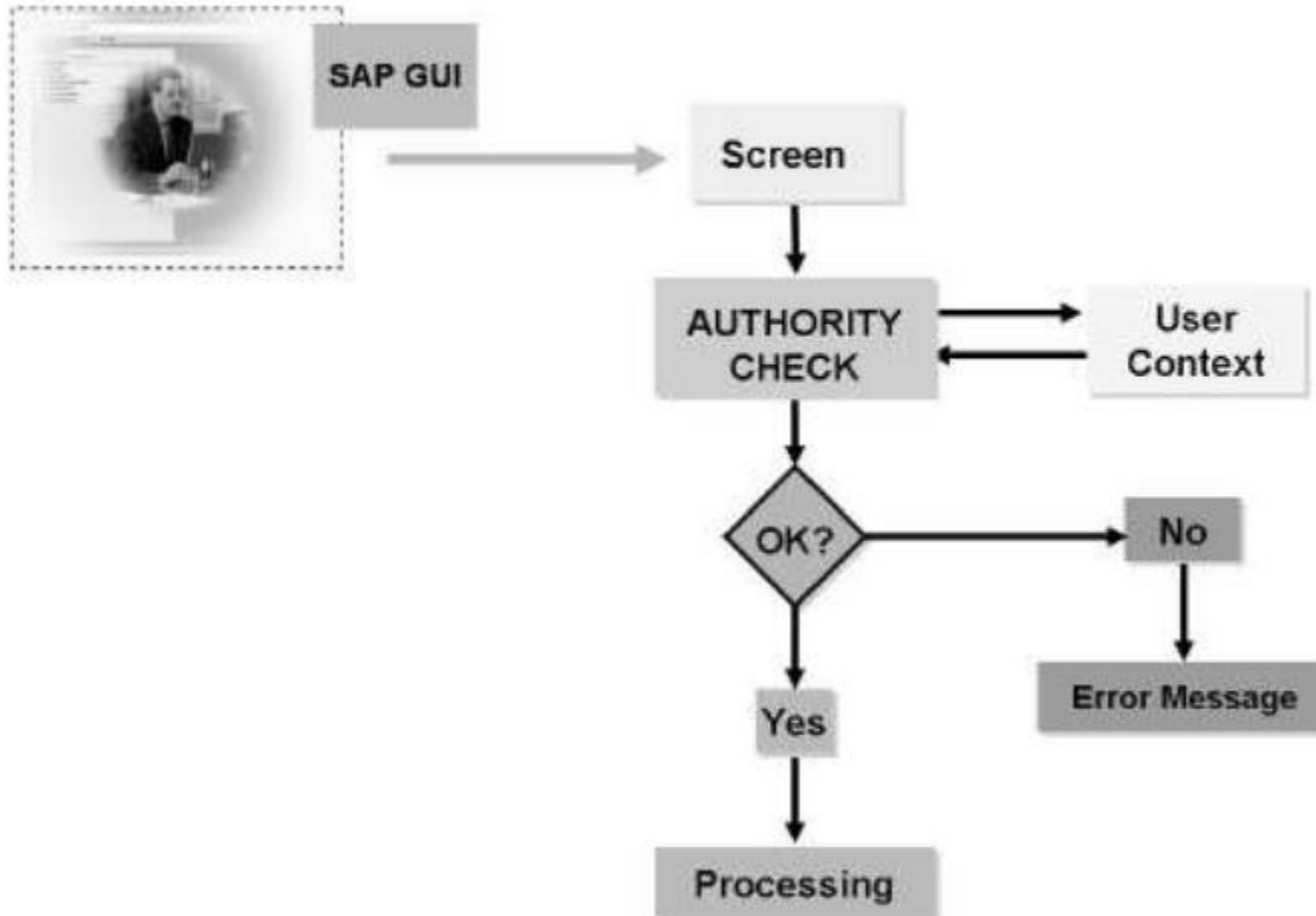 SAP GUI
Screen
AUTHORITY
CHECK
User
Context
OK?
No
Yes
Error Message
Processing